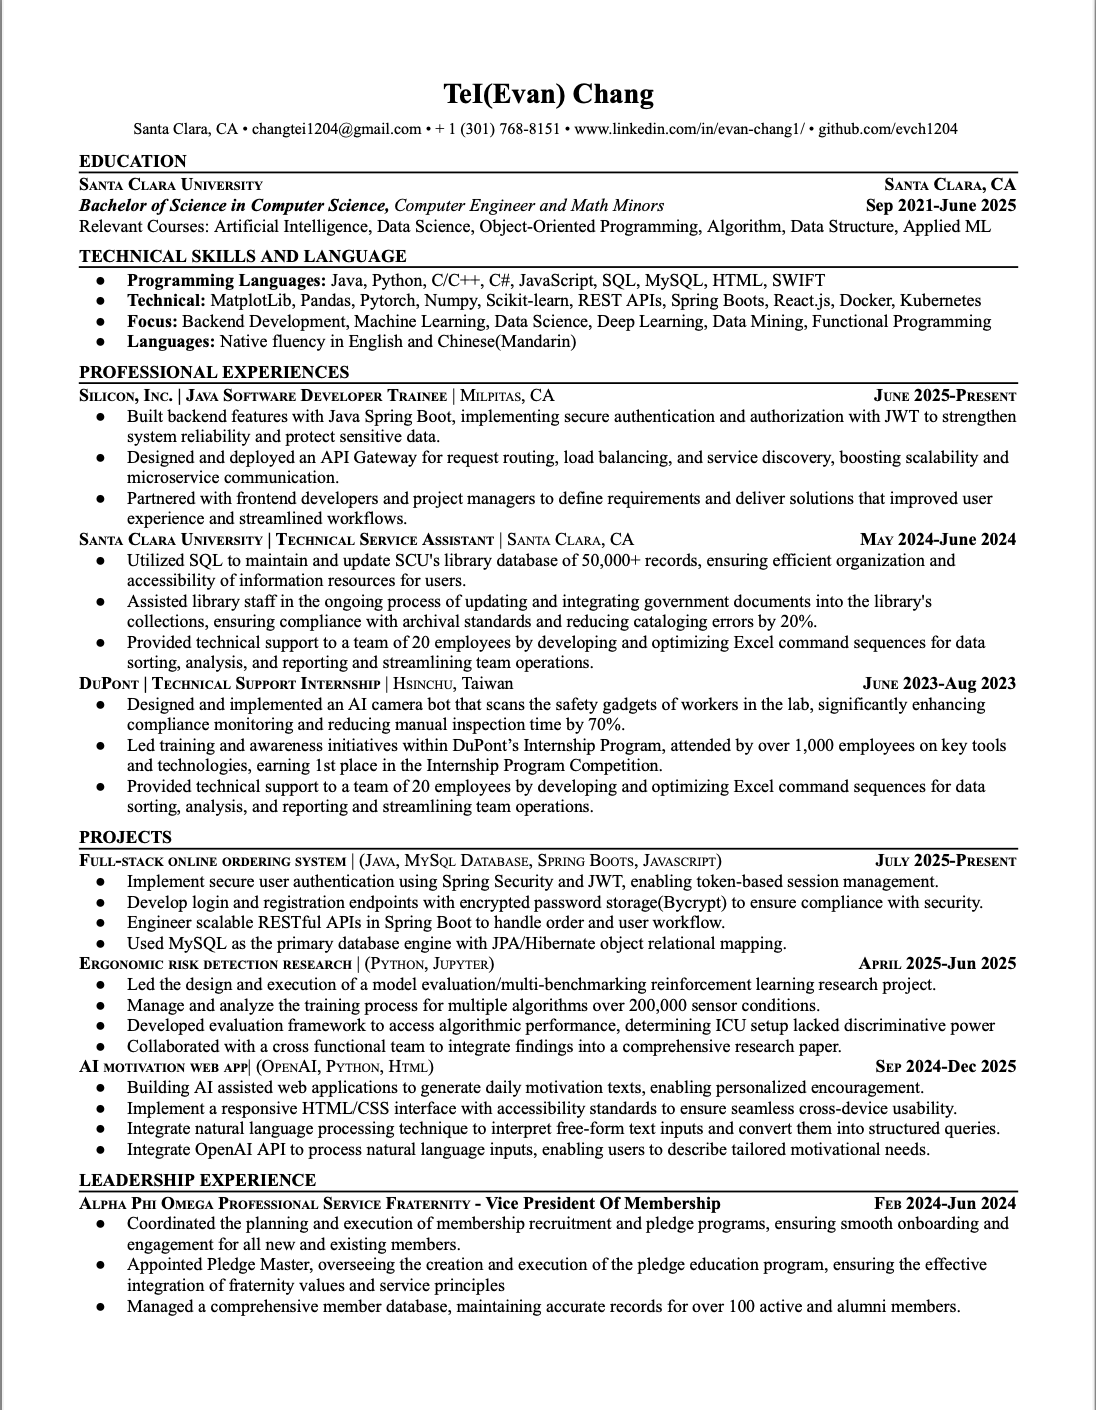 TeI(Evan) Chang
Santa Clara, CA • changtei1204@gmail.com • + 1 (301) 768-8151 • www.linkedin.com/in/evan-chang1/ • github.com/evch1204
EDUCATION
Santa Clara University Santa Clara, CA
Bachelor of Science in Computer Science, Computer Engineer and Math Minors Sep 2021-June 2025
Relevant Courses: Artificial Intelligence, Data Science, Object-Oriented Programming, Algorithm, Data Structure, Applied ML
TECHNICAL SKILLS AND LANGUAGE
● Programming Languages: Java, Python, C/C++, C#, JavaScript, SQL, MySQL, HTML, SWIFT
● Technical: MatplotLib, Pandas, Pytorch, Numpy, Scikit-learn, REST APIs, Spring Boots, React.js, Docker, Kubernetes
● Focus: Backend Development, Machine Learning, Data Science, Deep Learning, Data Mining, Functional Programming
● Languages: Native fluency in English and Chinese(Mandarin)
PROFESSIONAL EXPERIENCES
Silicon, Inc. | Java Software Developer Trainee | Milpitas, CA June 2025-Present
● Built backend features with Java Spring Boot, implementing secure authentication and authorization with JWT to strengthen
system reliability and protect sensitive data.
● Designed and deployed an API Gateway for request routing, load balancing, and service discovery, boosting scalability and
microservice communication.
● Partnered with frontend developers and project managers to define requirements and deliver solutions that improved user
experience and streamlined workflows.
Santa Clara University | Technical Service Assistant | Santa Clara, CA May 2024-June 2024
● Utilized SQL to maintain and update SCU's library database of 50,000+ records, ensuring efficient organization and
accessibility of information resources for users.
● Assisted library staff in the ongoing process of updating and integrating government documents into the library's
collections, ensuring compliance with archival standards and reducing cataloging errors by 20%.
● Provided technical support to a team of 20 employees by developing and optimizing Excel command sequences for data
sorting, analysis, and reporting and streamlining team operations.
DuPont | Technical Support Internship | Hsinchu, Taiwan June 2023-Aug 2023
● Designed and implemented an AI camera bot that scans the safety gadgets of workers in the lab, significantly enhancing
compliance monitoring and reducing manual inspection time by 70%.
● Led training and awareness initiatives within DuPont’s Internship Program, attended by over 1,000 employees on key tools
and technologies, earning 1st place in the Internship Program Competition.
● Provided technical support to a team of 20 employees by developing and optimizing Excel command sequences for data
sorting, analysis, and reporting and streamlining team operations.
PROJECTS
Full-stack online ordering system | (Java, MySql Database, Spring Boots, Javascript) July 2025-Present
● Implement secure user authentication using Spring Security and JWT, enabling token-based session management.
● Develop login and registration endpoints with encrypted password storage(Bycrypt) to ensure compliance with security.
● Engineer scalable RESTful APIs in Spring Boot to handle order and user workflow.
● Used MySQL as the primary database engine with JPA/Hibernate object relational mapping.
Ergonomic risk detection research | (Python, Jupyter) April 2025-Jun 2025
● Led the design and execution of a model evaluation/multi-benchmarking reinforcement learning research project.
● Manage and analyze the training process for multiple algorithms over 200,000 sensor conditions.
● Developed evaluation framework to access algorithmic performance, determining ICU setup lacked discriminative power
● Collaborated with a cross functional team to integrate findings into a comprehensive research paper.
AI motivation web app| (OpenAI, Python, Html) Sep 2024-Dec 2025
● Building AI assisted web applications to generate daily motivation texts, enabling personalized encouragement.
● Implement a responsive HTML/CSS interface with accessibility standards to ensure seamless cross-device usability.
● Integrate natural language processing technique to interpret free-form text inputs and convert them into structured queries.
● Integrate OpenAI API to process natural language inputs, enabling users to describe tailored motivational needs.
LEADERSHIP EXPERIENCE
Alpha Phi Omega Professional Service Fraternity - Vice President Of Membership Feb 2024-Jun 2024
● Coordinated the planning and execution of membership recruitment and pledge programs, ensuring smooth onboarding and
engagement for all new and existing members.
● Appointed Pledge Master, overseeing the creation and execution of the pledge education program, ensuring the effective
integration of fraternity values and service principles
● Managed a comprehensive member database, maintaining accurate records for over 100 active and alumni members.